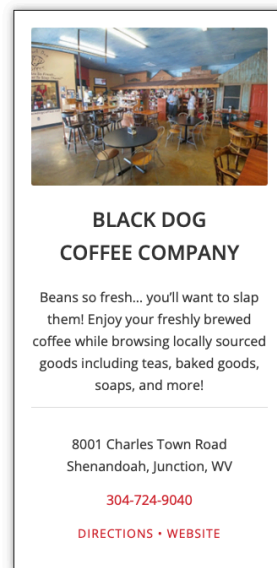 BLACK DOG
COFFEE COMPANY
Beans so fresh... you'll want to slap
them! Enjoy your freshly brewed
coffee while browsing locally sourced
goods including teas, baked goods,
soaps, and more!
8001 Charles Town Road
Shenandoah, Junction, WV
304-724-9040
DIRECTIONS • WEBSITE